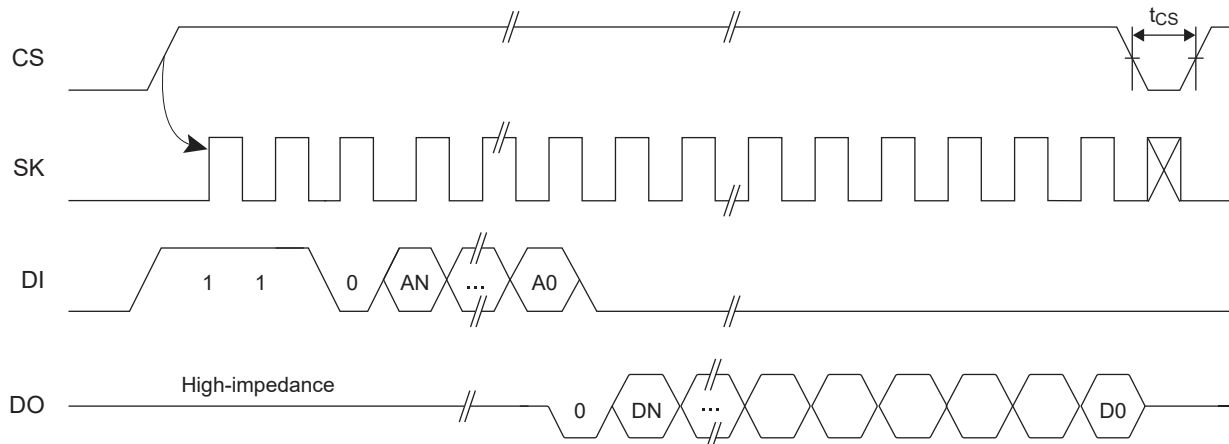 tCS
CS
SK
DI
1 1 0 AN ... A0
High-impedance
DO
0 DN ... D0